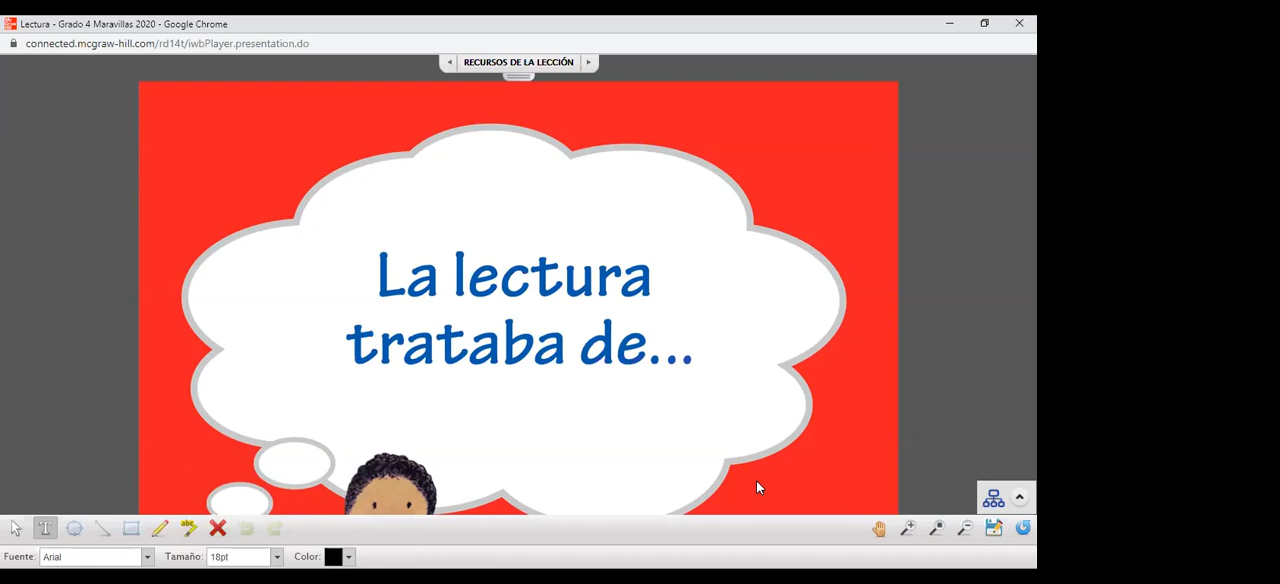 Lectura - Grado 4 Maravillas 2020 - Google Chrome
connected.mcgraw-hill.com/rd14t/iwbPlayer.presentation.do
RECURSOS DE LA LECCIÓN
La lectura
trataba de...
T
abc
Fuente: Arial Tamaño: 18pt Color: